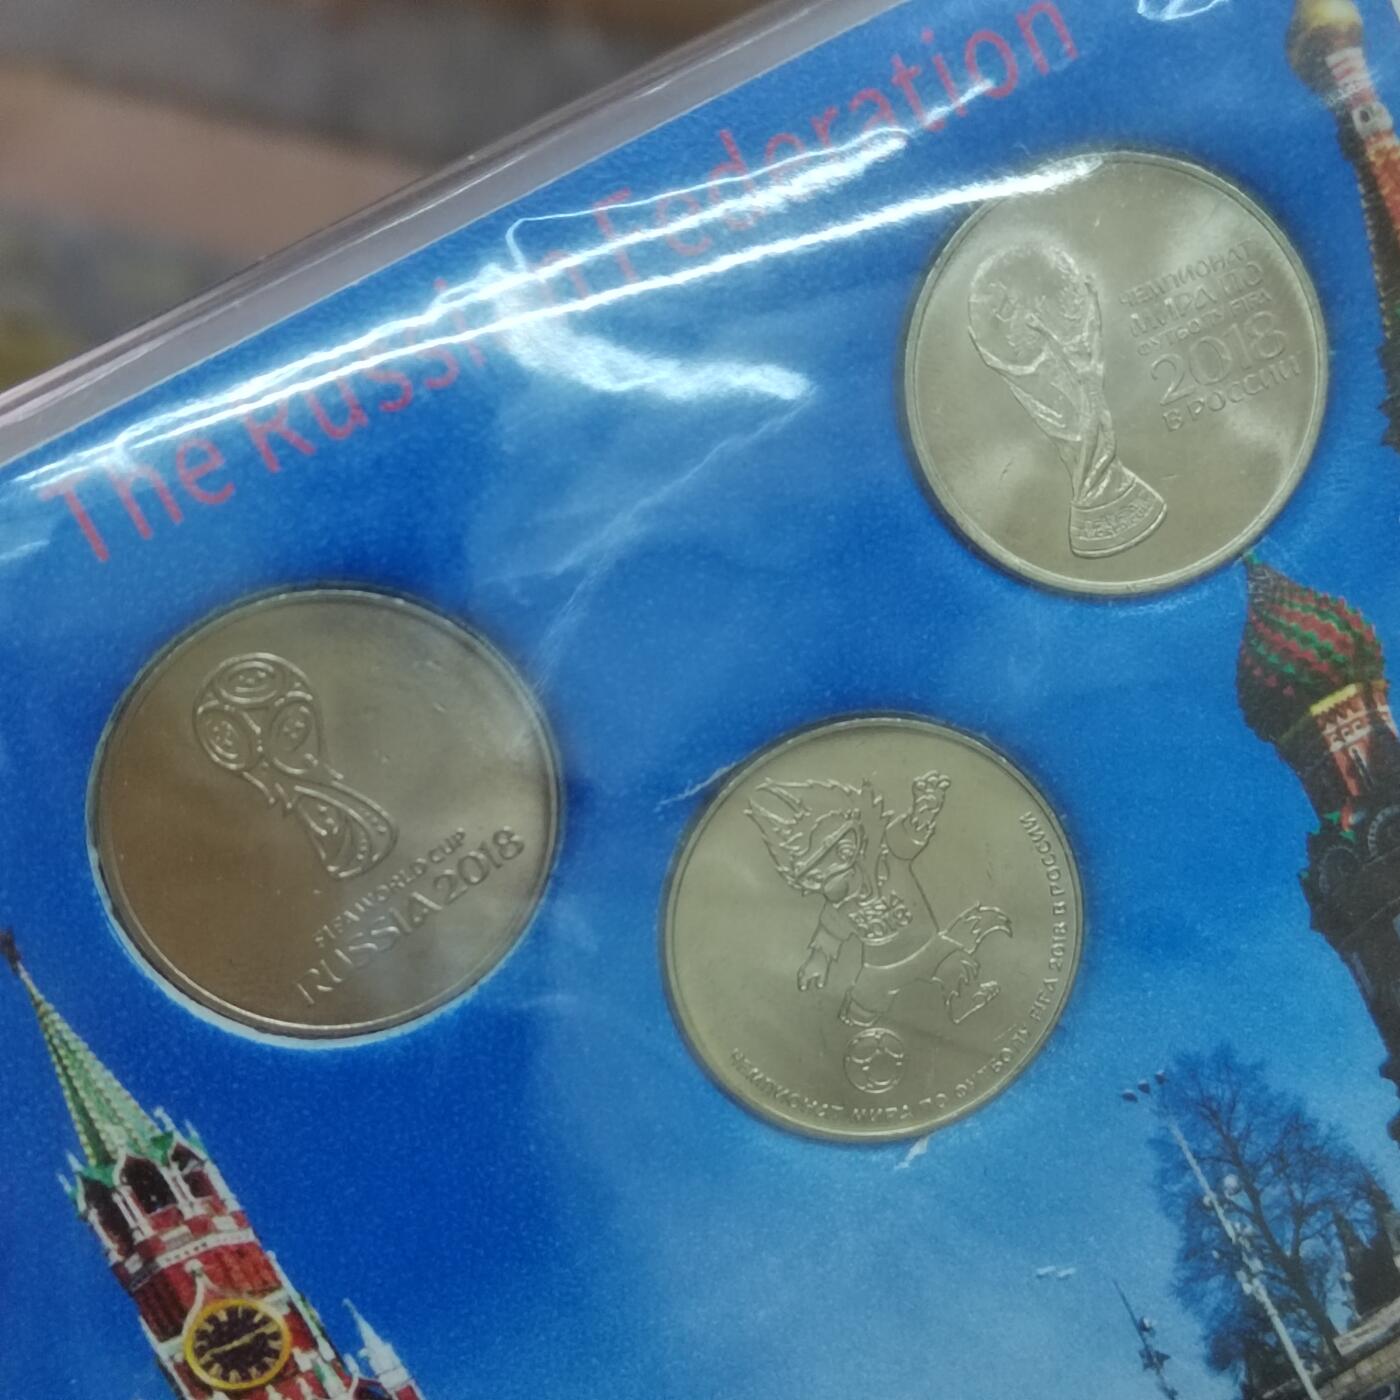 The Russian Federation
FIFA WORLD CUP
RUSSIA 2018
ЧЕМПИОНАТ
МИРА ПО
ФУТБОЛУ FIFA
2018
В РОССИИ
2018
ЧЕМПИОНАТ МИРА ПО ФУТБОЛУ FIFA 2018 В РОССИИ